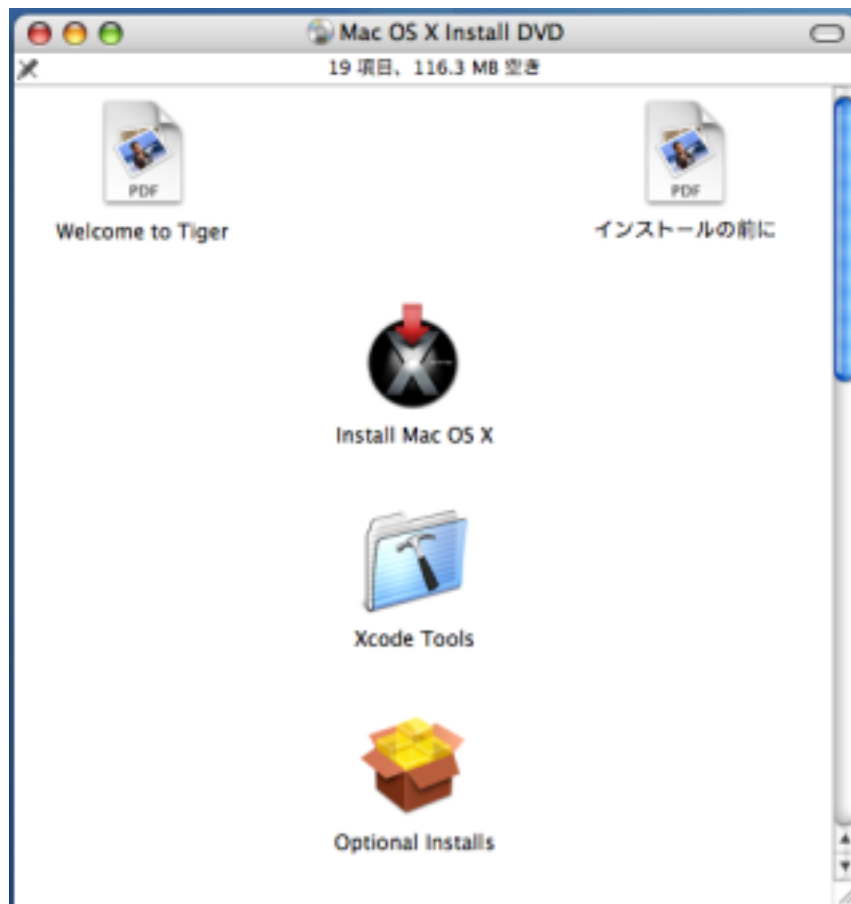 Mac OS X Install DVD
19 項目、116.3 MB 空き
PDF
PDF
Welcome to Tiger
インストールの前に
Install Mac OS X
Xcode Tools
Optional Installs